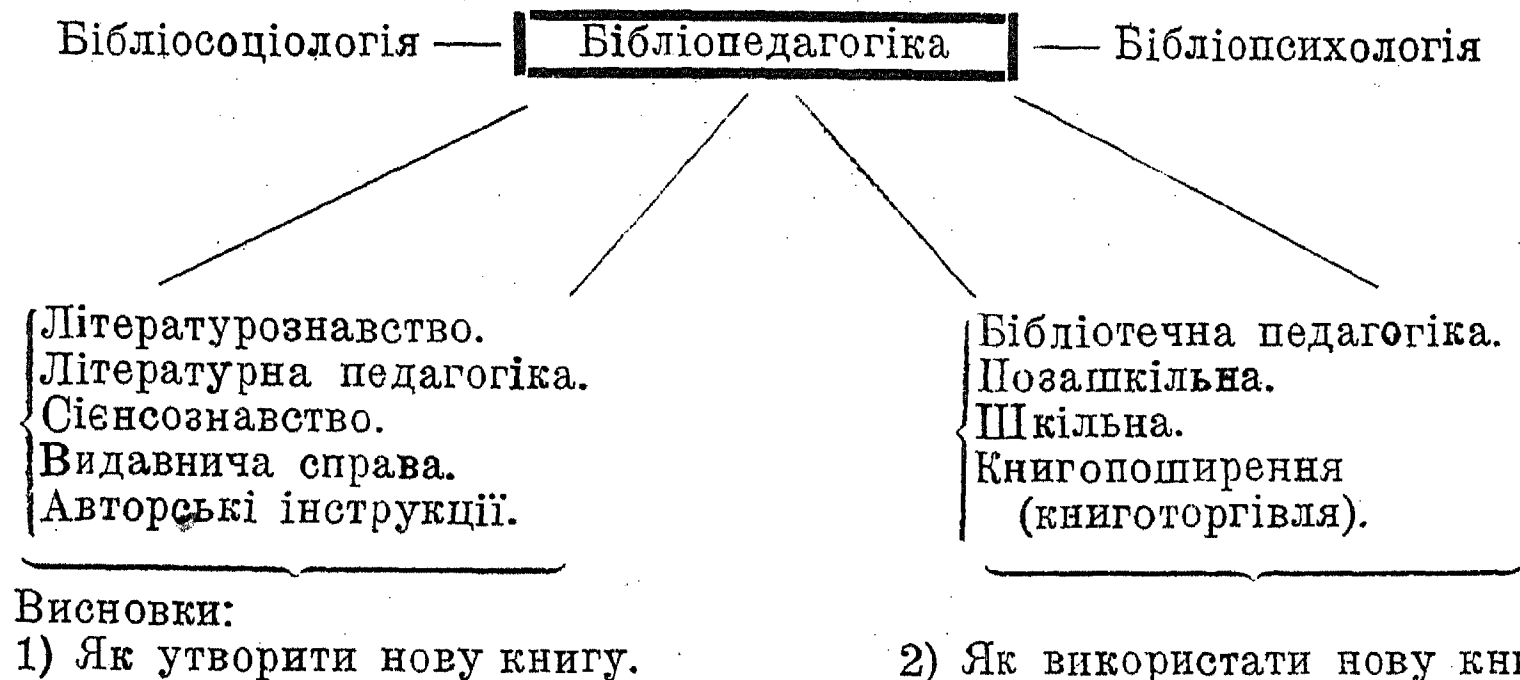 Бібліосоціологія — Бібліопедагогіка — Бібліопсихологія
Літературознавство.
Літературна педагогіка.
Сієнсознавство.
Видавнича справа.
Авторські інструкції.
Бібліотечна педагогіка.
Позашкільна.
Шкільна.
Книгопоширення
(книготоргівля).
Висновки:
1) Як утворити нову книгу.
2) Як використати нову